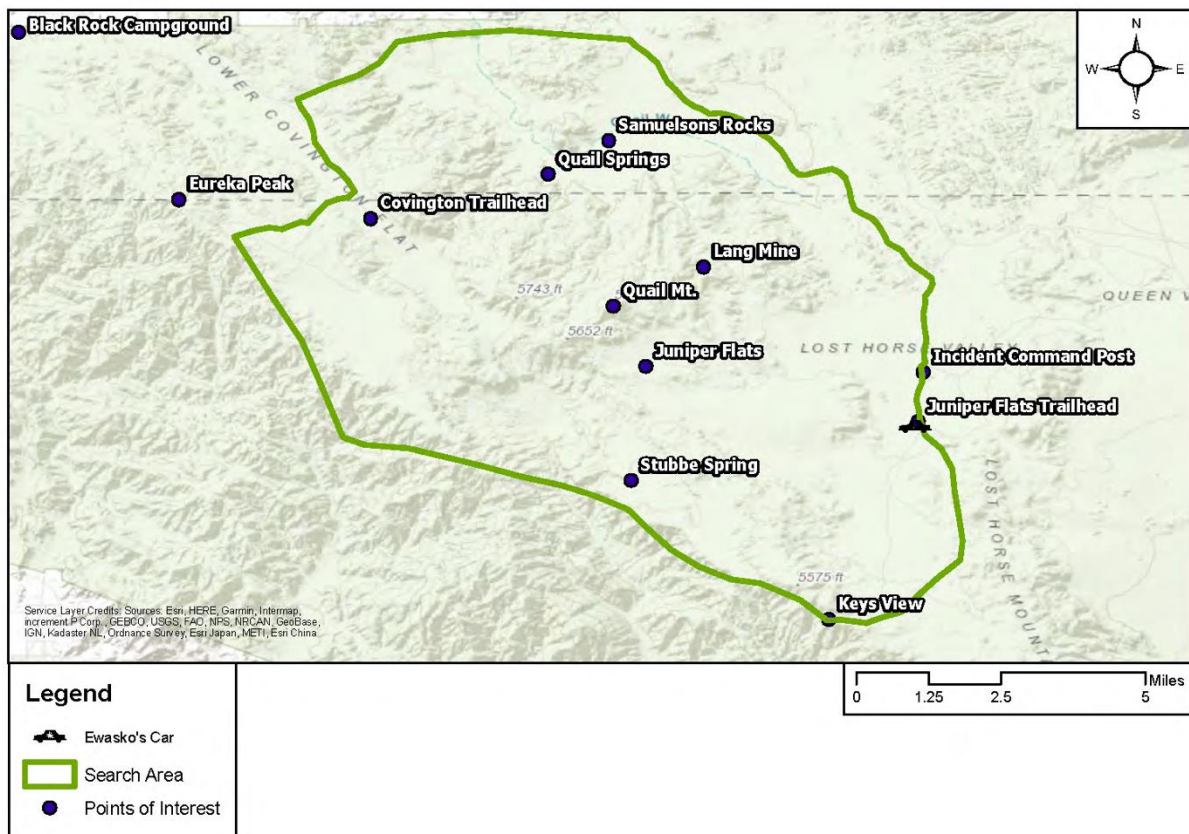 Black Rock Campground
N
W
E
S
LOWER COVINGTON FLAT
Samuelsons Rocks
Quail Springs
Eureka Peak
Covington Trailhead
Lang Mine
5743 ft
Quail Mt.
QUEEN V
5652 ft
Juniper Flats
LOST HORSE VALLEY
Incident Command Post
Juniper Flats Trailhead
Stubbe Spring
LOST HORSE MOUNT
5575 ft
Keys View
Service Layer Credits: Sources: Esri, HERE, Garmin, Intermap,
increment P Corp., GEBCO, USGS, FAO, NPS, NRCAN, GeoBase,
IGN, Kadaster NL, Ordnance Survey, Esri Japan, METI, Esri China
Miles
0 1.25 2.5 5
Legend
Ewasko's Car
Search Area
Points of Interest